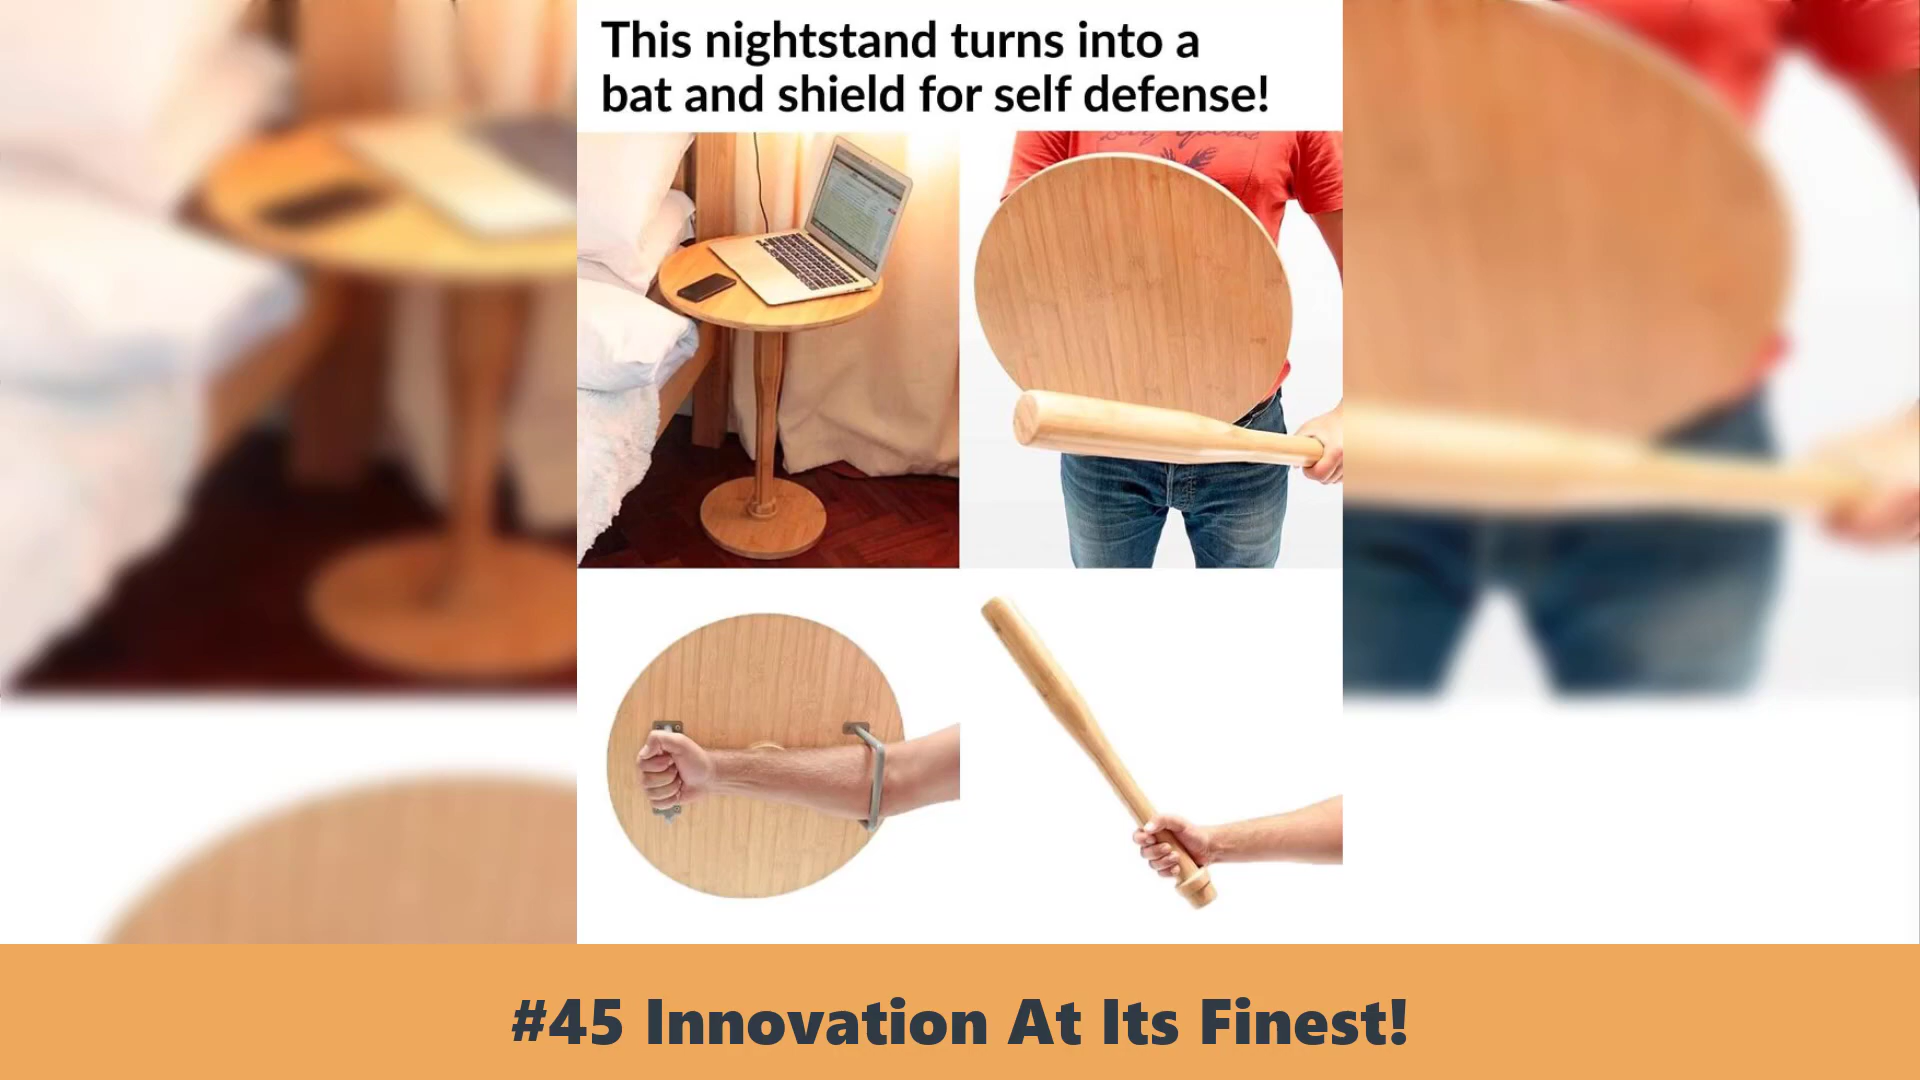 This nightstand turns into a
bat and shield for self defense!
#45 Innovation At Its Finest!